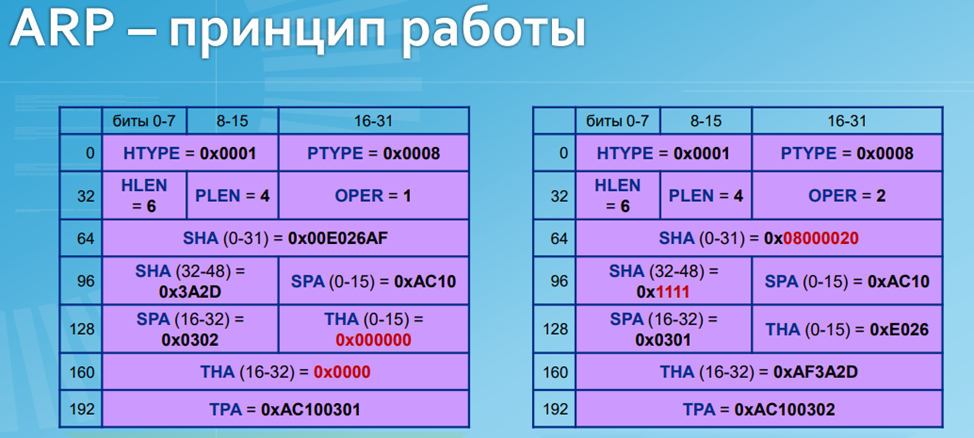 ARP – принцип работы
биты 0-7 8-15 16-31
0 HTYPE = 0x0001 PTYPE = 0x0008
32 HLEN = 6 PLEN = 4 OPER = 1
64 SHA (0-31) = 0x00E026AF
96 SHA (32-48) = 0x3A2D SPA (0-15) = 0xAC10
128 SPA (16-32) = 0x0302 THA (0-15) = 0x000000
160 THA (16-32) = 0x0000
192 TPA = 0xAC100301
биты 0-7 8-15 16-31
0 HTYPE = 0x0001 PTYPE = 0x0008
32 HLEN = 6 PLEN = 4 OPER = 2
64 SHA (0-31) = 0x08000020
96 SHA (32-48) = 0x1111 SPA (0-15) = 0xAC10
128 SPA (16-32) = 0x0301 THA (0-15) = 0xE026
160 THA (16-32) = 0xAF3A2D
192 TPA = 0xAC100302